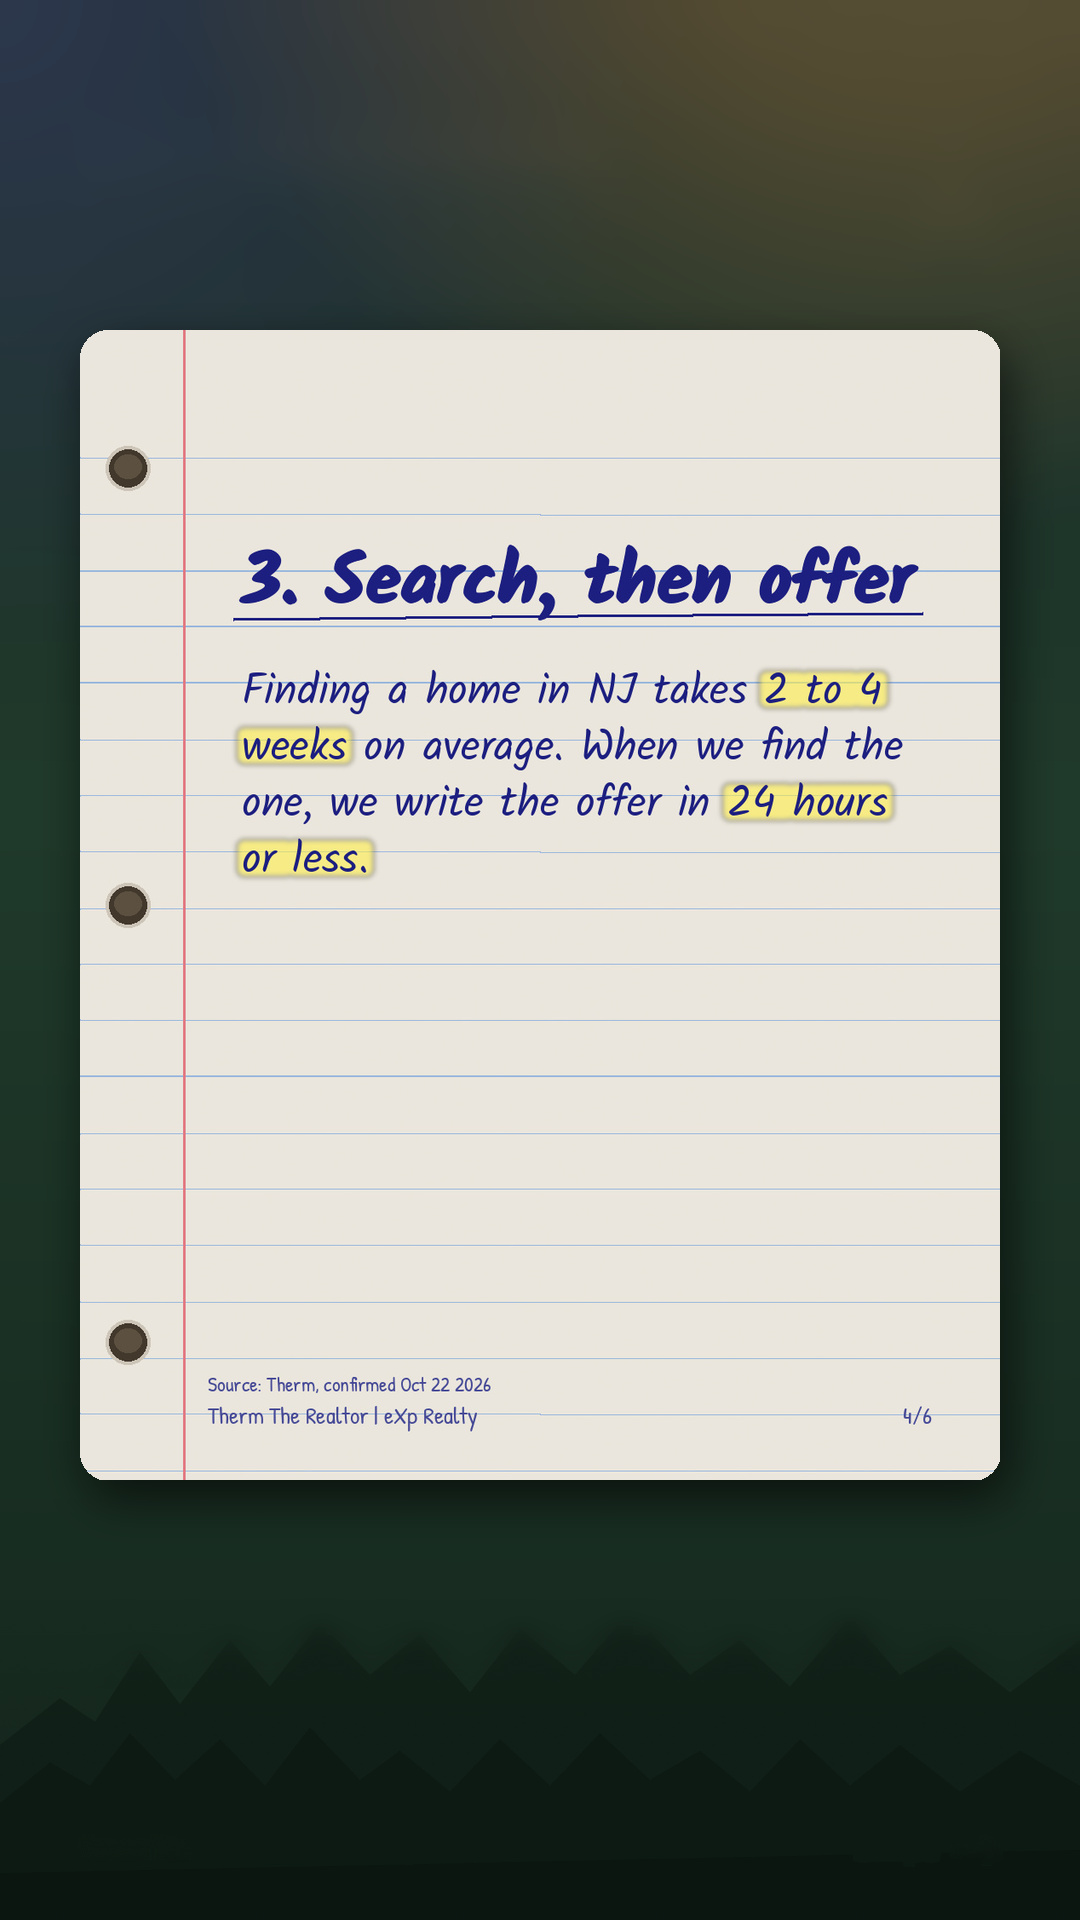 3. Search, then offer
Finding a home in NJ takes 2 to 4
weeks on average. When we find the
one, we write the offer in 24 hours
or less.
Source: Therm, confirmed Oct 22 2026
Therm The Realtor | eXp Realty
4/6